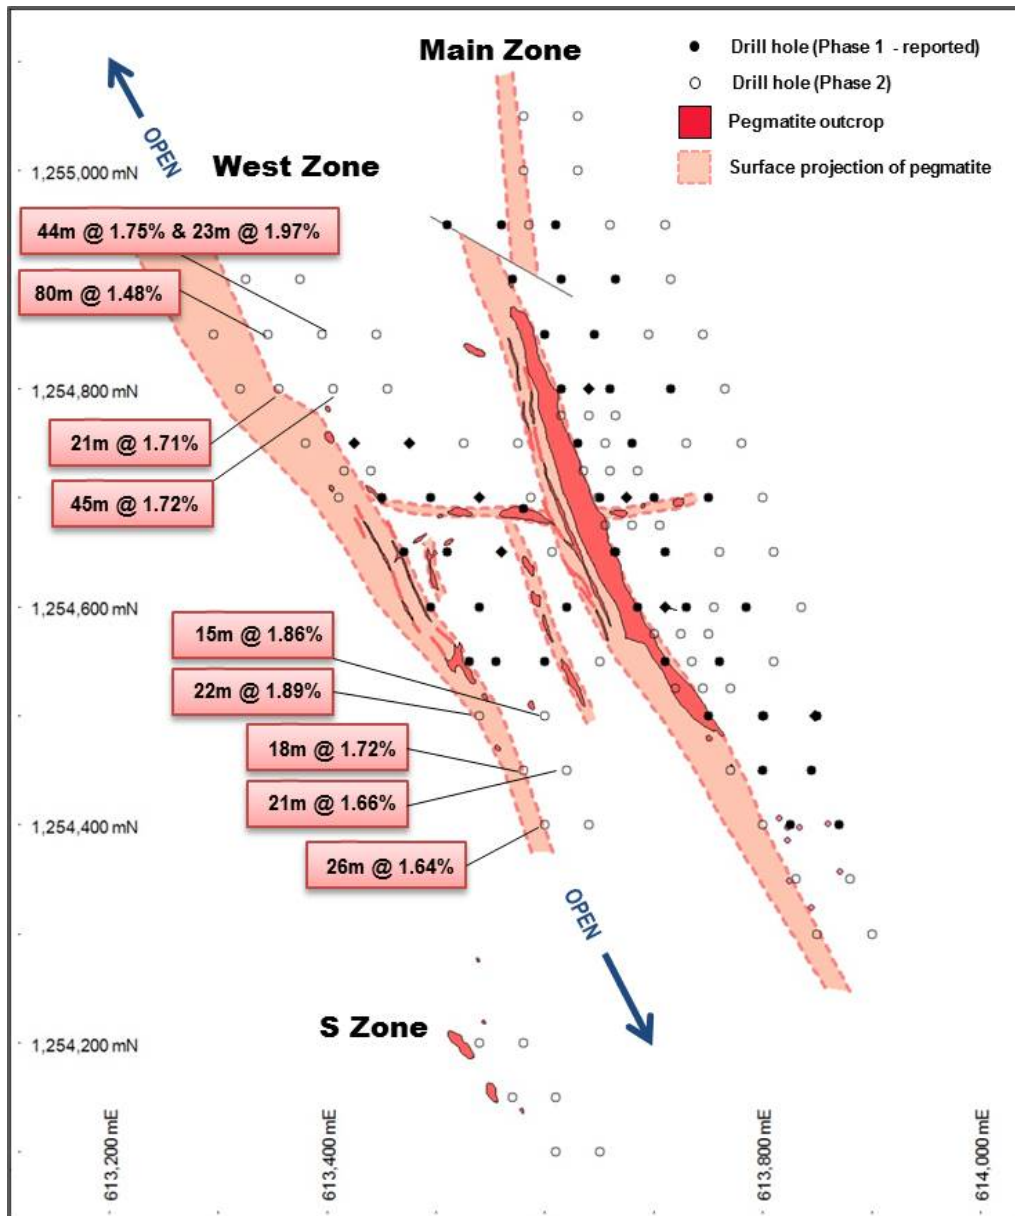 Main Zone
Drill hole (Phase 1 - reported)
Drill hole (Phase 2)
Pegmatite outcrop
Surface projection of pegmatite
OPEN
West Zone
1,255,000 mN
44m @ 1.75% & 23m @ 1.97%
80m @ 1.48%
1,254,800 mN
21m @ 1.71%
45m @ 1.72%
1,254,600 mN
15m @ 1.86%
22m @ 1.89%
18m @ 1.72%
21m @ 1.66%
1,254,400 mN
26m @ 1.64%
OPEN
S Zone
1,254,200 mN
613,200 mE
613,400 mE
613,800 mE
614,000 mE